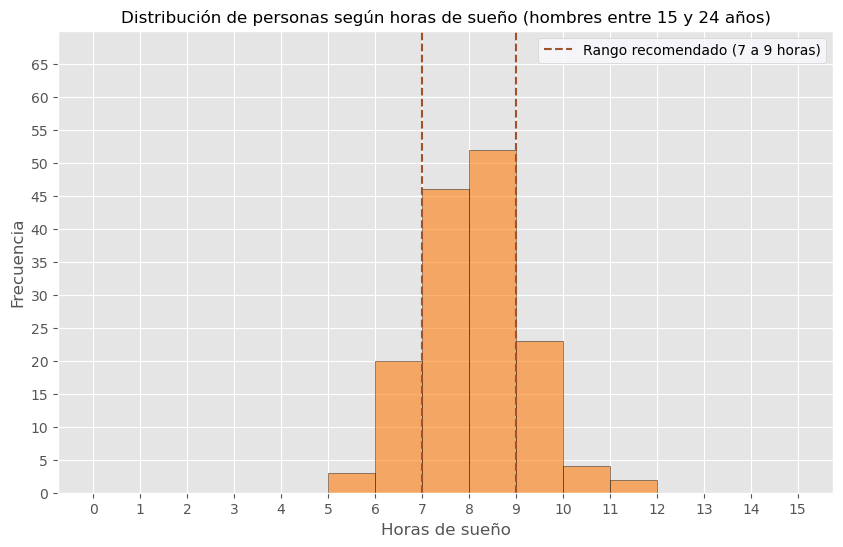 Distribución de personas según horas de sueño (hombres entre 15 y 24 años)
Rango recomendado (7 a 9 horas)
65
60
55
50
45
40
35
30
25
20
15
10
5
0
Frecuencia
0 1 2 3 4 5 6 7 8 9 10 11 12 13 14 15
Horas de sueño